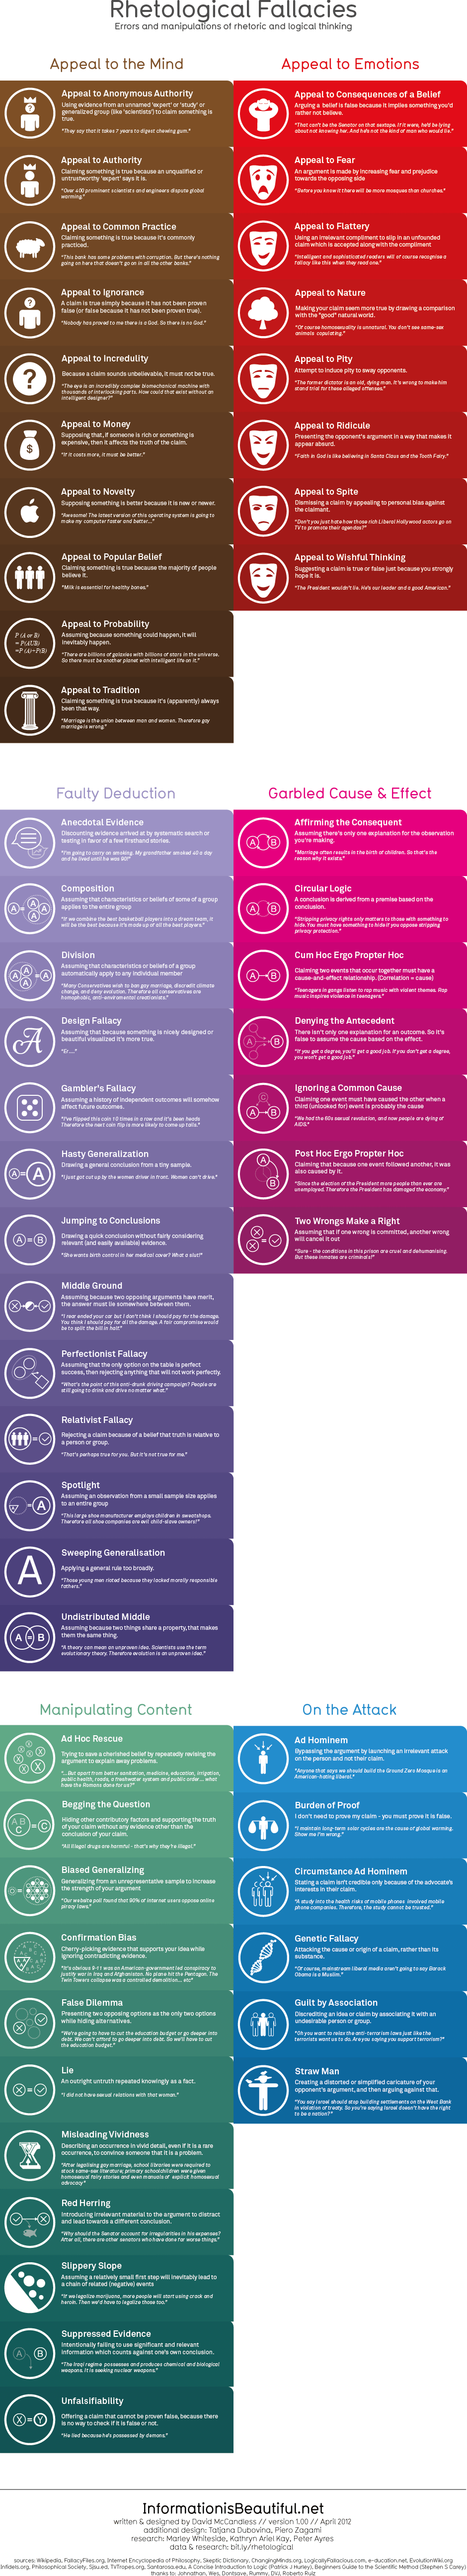 Rhetological Fallacies
Errors and manipulations of rhetoric and logical thinking
Appeal to the Mind
Appeal to Anonymous Authority
Using evidence from an unnamed 'expert' or 'study' or
generalized group (like 'scientists') to claim something is
true.
"They say that it takes 7 years to digest chewing gum."
Appeal to Authority
Claiming something is true because an unqualified or
untrustworthy 'expert' says it is.
"Over 400 prominent scientists and engineers dispute global
warming."
Appeal to Common Practice
Claiming something is true because it's commonly
practiced.
"This bank has some problems with corruption. But there's nothing
going on here that doesn't go on in all the other banks."
Appeal to Ignorance
A claim is true simply because it has not been proven
false (or false because it has not been proven true).
"Nobody has proved to me there is a God. So there is no God."
Appeal to Incredulity
Because a claim sounds unbelievable, it must not be true.
"The eye is an incredibly complex biomechanical machine with
thousands of interlocking parts. How could that exist without an
intelligent designer?"
Appeal to Money
Supposing that, if someone is rich or something is
expensive, then it affects the truth of the claim.
"If it costs more, it must be better."
Appeal to Novelty
Supposing something is better because it is new or newer.
"Awesome! The latest version of this operating system is going to
make my computer faster and better..."
Appeal to Popular Belief
Claiming something is true because the majority of people
believe it.
"Milk is essential for healthy bones."
P (A or B)
= P(AUB)
=P (A)+P(B)
Appeal to Probability
Assuming because something could happen, it will
inevitably happen.
"There are billions of galaxies with billions of stars in the universe.
So there must be another planet with intelligent life on it."
Appeal to Tradition
Claiming something is true because it's (apparently) always
been that way.
"Marriage is the union between man and women. Therefore gay
marriage is wrong."
Appeal to Emotions
Appeal to Consequences of a Belief
Arguing a belief is false because it implies something you'd
rather not believe.
"That can't be the Senator on that sextape. If it were, he'd be lying
about not knowing her. And he's not the kind of man who would lie."
Appeal to Fear
An argument is made by increasing fear and prejudice
towards the opposing side
"Before you know it there will be more mosques than churches."
Appeal to Flattery
Using an irrelevant compliment to slip in an unfounded
claim which is accepted along with the compliment
"Intelligent and sophisticated readers will of course recognise a
fallacy like this when they read one."
Appeal to Nature
Making your claim seem more true by drawing a comparison
with the "good" natural world.
"Of course homosexuality is unnatural. You don't see same-sex
animals copulating."
Appeal to Pity
Attempt to induce pity to sway opponents.
"The former dictator is an old, dying man. It's wrong to make him
stand trial for these alleged offenses."
Appeal to Ridicule
Presenting the opponent's argument in a way that makes it
appear absurd.
"Faith in God is like believing in Santa Claus and the Tooth Fairy."
Appeal to Spite
Dismissing a claim by appealing to personal bias against
the claimant.
"Don't you just hate how those rich Liberal Hollywood actors go on
TV to promote their agendas?"
Appeal to Wishful Thinking
Suggesting a claim is true or false just because you strongly
hope it is.
"The President wouldn't lie. He's our leader and a good American."
Faulty Deduction
Anecdotal Evidence
Discounting evidence arrived at by systematic search or
testing in favor of a few firsthand stories.
"I'm going to carry on smoking. My grandfather smoked all a day
and he lived until he was 90!"
Composition
Assuming that characteristics or beliefs of some of a group
applies to the entire group
"If we combine the best basketball players into a dream team, it
will be the best because it's made up of all the best players."
Division
Assuming that characteristics or beliefs of a group
automatically apply to any individual member
"Many Conservatives wish to ban gay marriage, discredit climate
change, and deny evolution. Therefore all conservatives are
homophobic, anti-environmental creationists."
Design Fallacy
Assuming that because something is nicely designed or
beautiful visualized it's more true.
"Er ..."
Gambler's Fallacy
Assuming a history of independent outcomes will somehow
affect future outcomes.
"I've flipped this coin 10 times in a row and it's been heads
Therefore the next coin flip is more likely to come up tails."
Hasty Generalization
Drawing a general conclusion from a tiny sample.
"I just got cut up by the women driver in front. Women can't drive."
Jumping to Conclusions
Drawing a quick conclusion without fairly considering
relevant (and easily available) evidence.
"She wants birth control in her medical cover? What a slut!"
Middle Ground
Assuming because two opposing arguments have merit,
the answer must lie somewhere between them.
"I rear ended your car but I don't think I should pay for the damage.
You think I should pay for all the damage. A fair compromise would
be to split the bill in half."
Perfectionist Fallacy
Assuming that the only option on the table is perfect
success, then rejecting anything that will not work perfectly.
"What's the point of this anti-drunk driving campaign? People are
still going to drink and drive no matter what."
Relativist Fallacy
Rejecting a claim because of a belief that truth is relative to
a person or group.
"That's perhaps true for you. But it's not true for me."
Spotlight
Assuming an observation from a small sample size applies
to an entire group
"This large shoe manufacturer employs children in sweatshops.
Therefore all shoe companies are evil child-slave owners!"
Sweeping Generalisation
Applying a general rule too broadly.
"Those young men rioted because they lacked morally responsible
fathers."
Undistributed Middle
Assuming because two things share a property, that makes
them the same thing.
"A theory can mean an unproven idea. Scientists use the term
evolutionary theory. Therefore evolution is an unproven idea."
Garbled Cause & Effect
Affirming the Consequent
Assuming there's only one explanation for the observation
you're making.
"Marriage often results in the birth of children. So that's the
reason why it exists."
Circular Logic
A conclusion is derived from a premise based on the
conclusion.
"Stripping privacy rights only matters to those with something to
hide. You must have something to hide if you oppose stripping
privacy protection."
Cum Hoc Ergo Propter Hoc
Claiming two events that occur together must have a
cause-and-effect relationship. (Correlation = cause)
"Teenagers in gangs listen to rap music with violent themes. Rap
music inspires violence in teenagers."
Denying the Antecedent
There isn't only one explanation for an outcome. So it's
false to assume the cause based on the effect.
"If you get a degree, you'll get a good job. If you don't get a degree,
you won't get a good job."
Ignoring a Common Cause
Claiming one event must have caused the other when a
third (unlooked for) event is probably the cause
"We had the 60s sexual revolution, and now people are dying of
AIDS."
Post Hoc Ergo Propter Hoc
Claiming that because one event followed another, it was
also caused by it.
"Since the election of the President more people than ever are
unemployed. Therefore the President has damaged the economy."
Two Wrongs Make a Right
Assuming that if one wrong is committed, another wrong
will cancel it out
"Sure - the conditions in this prison are cruel and dehumanising.
But these inmates are criminals!"
Manipulating Content
Ad Hoc Rescue
Trying to save a cherished belief by repeatedly revising the
argument to explain away problems.
"...But apart from better sanitation, medicine, education, irrigation,
public health, roads, a freshwater system and public order... what
have the Romans done for us?"
Begging the Question
Hiding other contributory factors and supporting the truth
of your claim without any evidence other than the
conclusion of your claim.
"All illegal drugs are harmful - that's why they're illegal."
Biased Generalizing
Generalizing from an unrepresentative sample to increase
the strength of your argument
"Our website poll found that 90% of internet users oppose online
piracy laws."
Confirmation Bias
Cherry-picking evidence that supports your idea while
ignoring contradicting evidence.
"It's obvious 9-11 was an American-government led conspiracy to
justify war in Iraq and Afghanistan. No plane hit the Pentagon. The
Twin Towers collapse was a controlled demolition... etc"
False Dilemma
Presenting two opposing options as the only two options
while hiding alternatives.
"We're going to have to cut the education budget or go deeper into
debt. We can't afford to go deeper into debt. So we'll have to cut
the education budget."
Lie
An outright untruth repeated knowingly as a fact.
"I did not have sexual relations with that woman."
Misleading Vividness
Describing an occurrence in vivid detail, even if it is a rare
occurrence, to convince someone that it is a problem.
"After legalising gay marriage, school libraries were required to
stock same-sex literature; primary schoolchildren were given
homosexual fairy stories and even manuals of explicit homosexual
advocacy"
Red Herring
Introducing irrelevant material to the argument to distract
and lead towards a different conclusion.
"Why should the Senator account for irregularities in his expenses?
After all, there are other senators who have done far worse things."
Slippery Slope
Assuming a relatively small first step will inevitably lead to
a chain of related (negative) events
"If we legalize marijuana, more people will start using crack and
heroin. Then we'd have to legalize those too."
Suppressed Evidence
Intentionally failing to use significant and relevant
information which counts against one's own conclusion.
"The Iraqi regime possesses and produces chemical and biological
weapons. It is seeking nuclear weapons."
Unfalsifiability
Offering a claim that cannot be proven false, because there
is no way to check if it is false or not.
"He lied because he's possessed by demons."
On the Attack
Ad Hominem
Bypassing the argument by launching an irrelevant attack
on the person and not their claim.
"Anyone that says we should build the Ground Zero Mosque is an
American-hating liberal."
Burden of Proof
I don't need to prove my claim - you must prove it is false.
"I maintain long-term solar cycles are the cause of global warming.
Show me I'm wrong."
Circumstance Ad Hominem
Stating a claim isn't credible only because of the advocate's
interests in their claim.
"A study into the health risks of mobile phones involved mobile
phone companies. Therefore, the study cannot be trusted."
Genetic Fallacy
Attacking the cause or origin of a claim, rather than its
substance.
"Of course, mainstream liberal media aren't going to say Barack
Obama is a Muslim."
Guilt by Association
Discrediting an idea or claim by associating it with an
undesirable person or group.
"Oh you want to relax the anti-terrorism laws just like the
terrorists want us to do. Are you saying you support terrorism?"
Straw Man
Creating a distorted or simplified caricature of your
opponent's argument, and then arguing against that.
"You say Israel should stop building settlements on the West Bank
in violation of treaty. So you're saying Israel doesn't have the right
to be a nation?"
InformationisBeautiful.net
written & designed by David McCandless // version 1.00 // April 2012
additional design: Tatjana Dubovina, Piero Zagami
research: Marley Whiteside, Kathryn Ariel Kay, Peter Ayres
data & research: bit.ly/rhetological
sources: Wikipedia, FallacyFiles.org, Internet Encyclopedia of Philosophy, Skeptic Dictionary, ChangingMinds.org, LogicallyFallacious.com, e-ducation.net, EvolutionWiki.org
Infidels.org, Philosophical Society, Sjsu.ed, TvTropes.org, Santarosa.edu, A Concise Introduction to Logic (Patrick J Hurley), Beginners Guide to the Scientific Method (Stephen S Carey)
thanks to: Johnathan, Wes, Dontsave, Rummy, DVJ, Roberto Ruiz